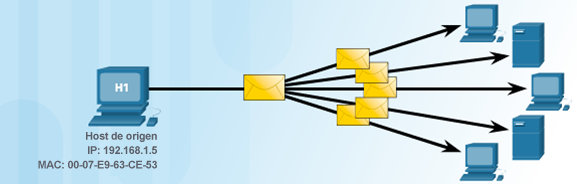 H1
Host de origen
IP: 192.168.1.5
MAC: 00-07-E9-63-CE-53